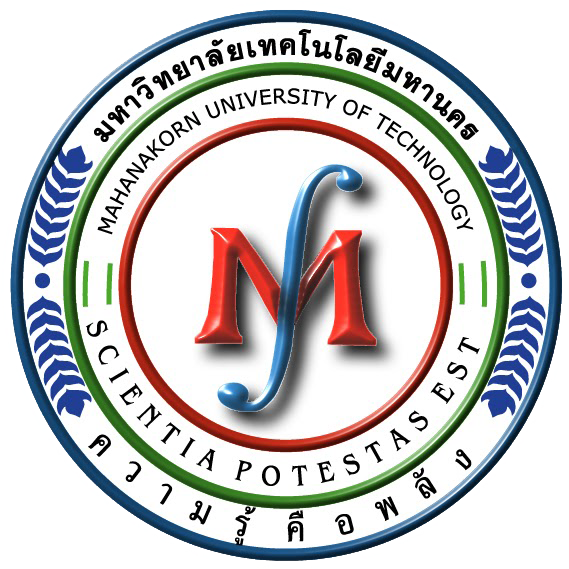 มหาวิทยาลัยเทคโนโลยีมหานคร
MAHANAKORN UNIVERSITY OF TECHNOLOGY
M
SCIENTIA POTESTAS EST
ความรู้ คือพลัง